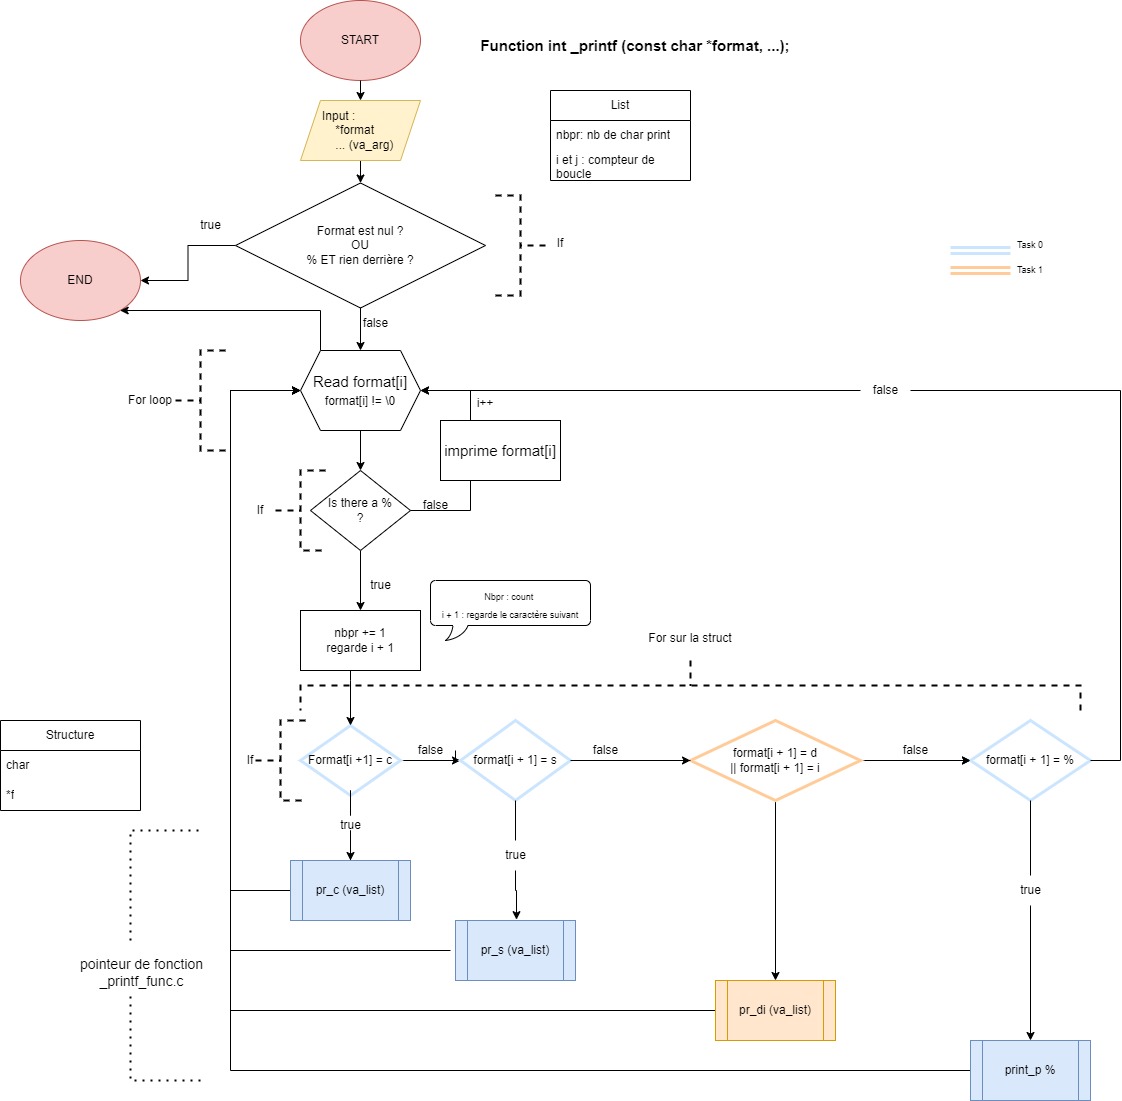 START
Function int _printf (const char *format, ...);
Input :
*format
... (va_arg)
List
nbpr: nb de char print
i et j : compteur de
boucle
true
Format est nul ?
OU
% ET rien derrière ?
If
Task 0
Task 1
END
false
Read format[i]
format[i] != \0
For loop
i++
false
imprime format[i]
If
Is there a %
?
false
true
Nbpr : count
i + 1 : regarde le caractère suivant
nbpr += 1
regarde i + 1
For sur la struct
Structure
char
*f
If
Format[i +1] = c
false
format[i + 1] = s
false
format[i + 1] = d
|| format[i + 1] = i
false
format[i + 1] = %
true
true
true
pr_c (va_list)
pr_s (va_list)
pointeur de fonction
_printf_func.c
pr_di (va_list)
print_p %